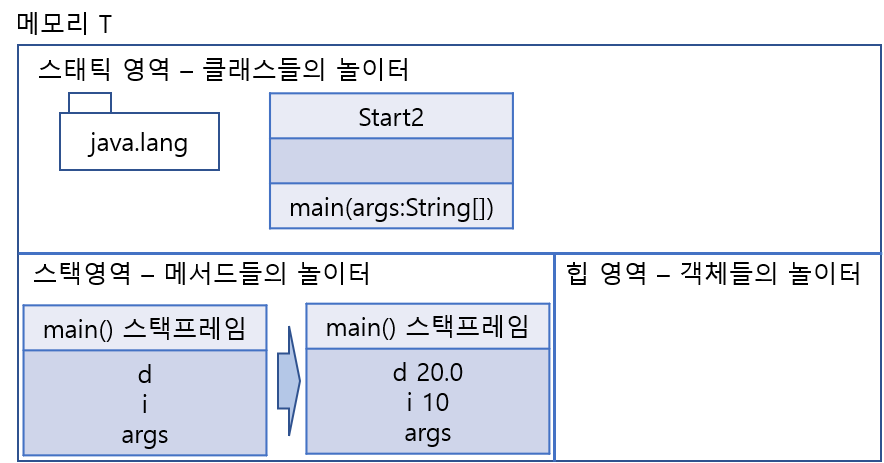 메모리 T
스태틱 영역 – 클래스들의 놀이터
java.lang
Start2
main(args:String[])
스택영역 – 메서드들의 놀이터
main() 스택프레임
d
i
args
main() 스택프레임
d 20.0
i 10
args
힙 영역 – 객체들의 놀이터